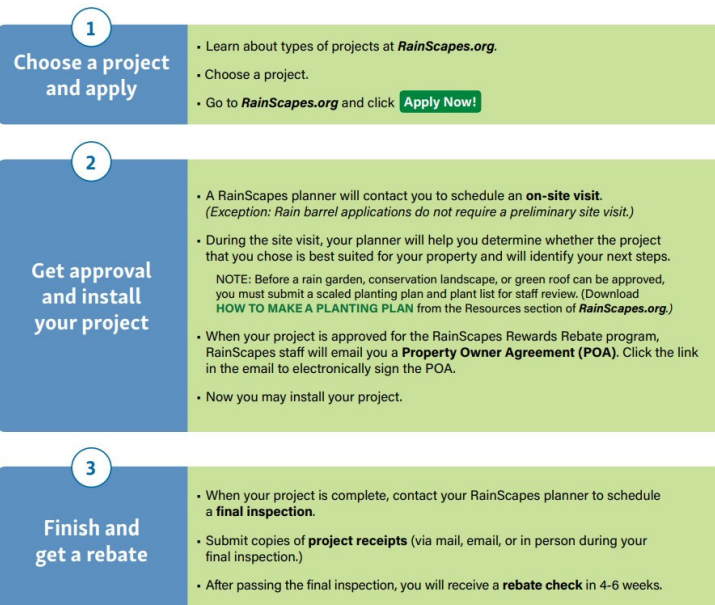 1
Choose a project
and apply
• Learn about types of projects at RainScapes.org.
• Choose a project.
• Go to RainScapes.org and click Apply Now!
2
Get approval
and install
your project
• A RainScapes planner will contact you to schedule an on-site visit.
(Exception: Rain barrel applications do not require a preliminary site visit.)
• During the site visit, your planner will help you determine whether the project
that you chose is best suited for your property and will identify your next steps.
NOTE: Before a rain garden, conservation landscape, or green roof can be approved,
you must submit a scaled planting plan and plant list for staff review. (Download
HOW TO MAKE A PLANTING PLAN from the Resources section of RainScapes.org.)
• When your project is approved for the RainScapes Rewards Rebate program,
RainScapes staff will email you a Property Owner Agreement (POA). Click the link
in the email to electronically sign the POA.
• Now you may install your project.
3
Finish and
get a rebate
• When your project is complete, contact your RainScapes planner to schedule
a final inspection.
• Submit copies of project receipts (via mail, email, or in person during your
final inspection.)
• After passing the final inspection, you will receive a rebate check in 4-6 weeks.